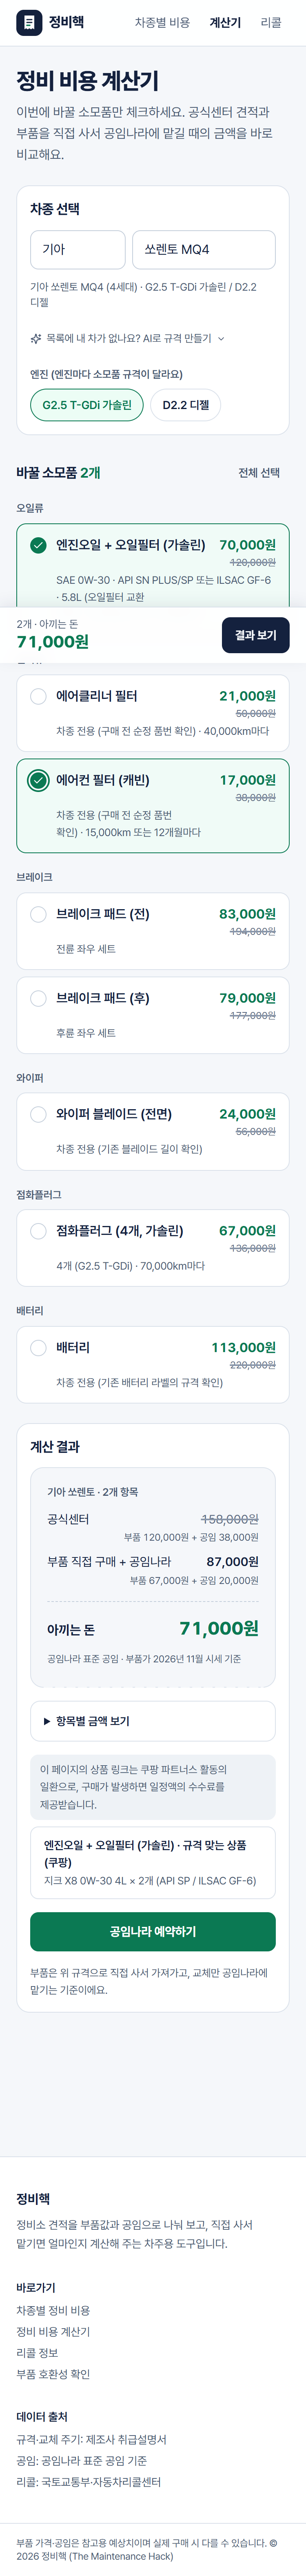 정비핵
차종별 비용
계산기
리콜
정비 비용 계산기
이번에 바꿀 소모품만 체크하세요. 공식센터 견적과
부품을 직접 사서 공임나라에 맡길 때의 금액을 바로
비교해요.
차종 선택
기아
쏘렌토 MQ4
기아 쏘렌토 MQ4 (4세대) · G2.5 T-GDi 가솔린 / D2.2
디젤
목록에 내 차가 없나요? AI로 규격 만들기
엔진 (엔진마다 소모품 규격이 달라요)
G2.5 T-GDi 가솔린
D2.2 디젤
바꿀 소모품 2개
전체 선택
오일류
엔진오일 + 오일필터 (가솔린)
70,000원
120,000원
SAE 0W-30 · API SN PLUS/SP 또는 ILSAC GF-6
· 5.8L (오일필터 교환
2개 · 아끼는 돈
71,000원
결과 보기
에어클리너 필터
21,000원
50,000원
차종 전용 (구매 전 순정 품번 확인) · 40,000km마다
에어컨 필터 (캐빈)
17,000원
38,000원
차종 전용 (구매 전 순정 품번
확인) · 15,000km 또는 12개월마다
브레이크
브레이크 패드 (전)
83,000원
194,000원
전륜 좌우 세트
브레이크 패드 (후)
79,000원
177,000원
후륜 좌우 세트
와이퍼
와이퍼 블레이드 (전면)
24,000원
56,000원
차종 전용 (기존 블레이드 길이 확인)
점화플러그
점화플러그 (4개, 가솔린)
67,000원
136,000원
4개 (G2.5 T-GDi) · 70,000km마다
배터리
배터리
113,000원
220,000원
차종 전용 (기존 배터리 라벨의 규격 확인)
계산 결과
기아 쏘렌토 · 2개 항목
공식센터
158,000원
부품 120,000원 + 공임 38,000원
부품 직접 구매 + 공임나라
87,000원
부품 67,000원 + 공임 20,000원
아끼는 돈
71,000원
공임나라 표준 공임 · 부품가 2026년 11월 시세 기준
▶ 항목별 금액 보기
이 페이지의 상품 링크는 쿠팡 파트너스 활동의
일환으로, 구매가 발생하면 일정액의 수수료를
제공받습니다.
엔진오일 + 오일필터 (가솔린) · 규격 맞는 상품
(쿠팡)
지크 X8 0W-30 4L × 2개 (API SP / ILSAC GF-6)
공임나라 예약하기
부품은 위 규격으로 직접 사서 가져가고, 교체만 공임나라에
맡기는 기준이에요.
정비핵
정비소 견적을 부품값과 공임으로 나눠 보고, 직접 사서
맡기면 얼마인지 계산해 주는 차주용 도구입니다.
바로가기
차종별 정비 비용
정비 비용 계산기
리콜 정보
부품 호환성 확인
데이터 출처
규격·교체 주기: 제조사 취급설명서
공임: 공임나라 표준 공임 기준
리콜: 국토교통부·자동차리콜센터
부품 가격·공임은 참고용 예상치이며 실제 구매 시 다를 수 있습니다. ©
2026 정비핵 (The Maintenance Hack)